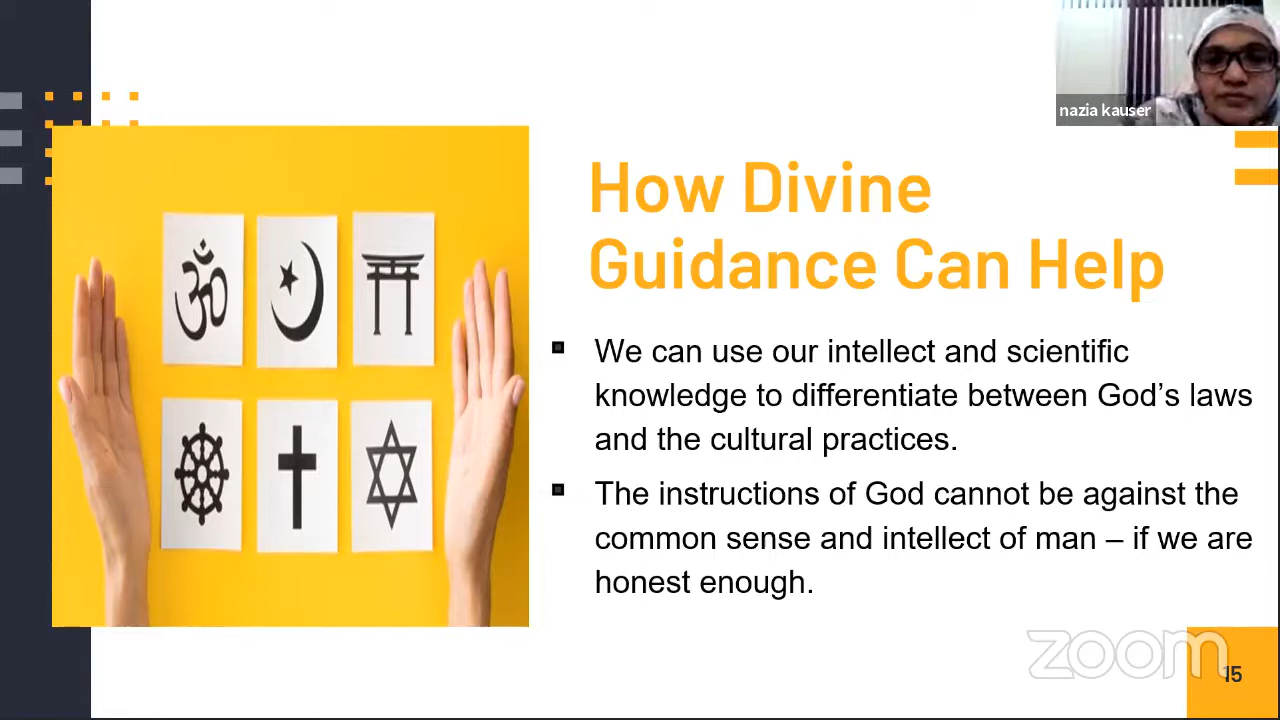 nazia kauser
How Divine
Guidance Can Help
▪ We can use our intellect and scientific
knowledge to differentiate between God’s laws
and the cultural practices.
▪ The instructions of God cannot be against the
common sense and intellect of man – if we are
honest enough.
zoom
15